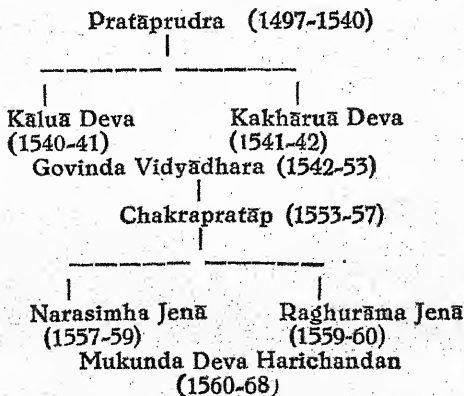 Pratāprudra (1497-1540)
Kāluā Deva Kakhāruā Deva
(1540-41) (1541-42)
Govinda Vidyādhara (1542-53)
Chakrapratāp (1553-57)
Narasimha Jenā Raghurāma Jenā
(1557-59) (1559-60)
Mukunda Deva Harichandan
(1560-68)